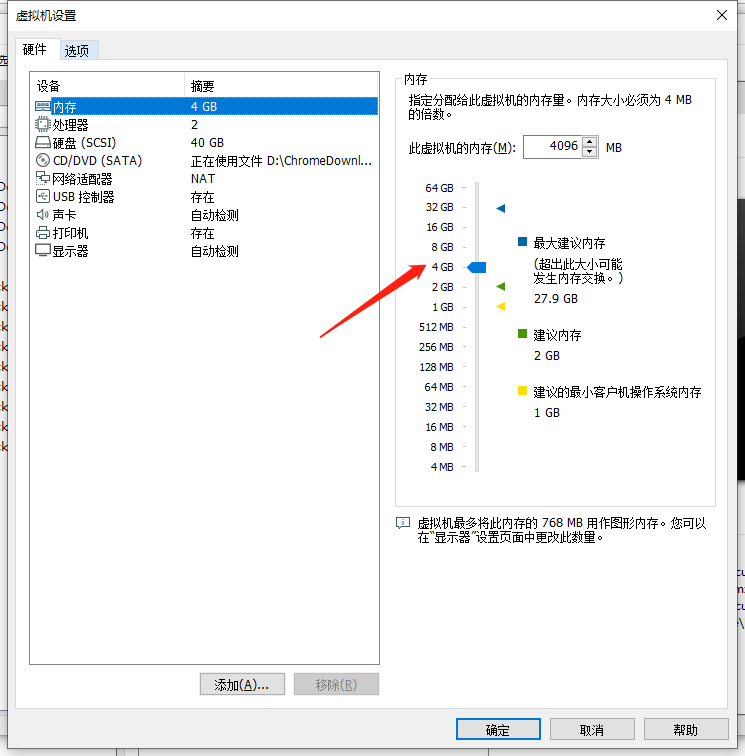 虚拟机设置
硬件 选项
设备 摘要
内存 4 GB
处理器 2
硬盘 (SCSI) 40 GB
CD/DVD (SATA) 正在使用文件 D:\ChromeDownl...
网络适配器 NAT
USB 控制器 存在
声卡 自动检测
打印机 存在
显示器 自动检测
添加(A)... 移除(R)
内存
指定分配给此虚拟机的内存量。内存大小必须为 4 MB
的倍数。
此虚拟机的内存(M): 4096 MB
64 GB
32 GB
16 GB
8 GB
4 GB
2 GB
1 GB
512 MB
256 MB
128 MB
64 MB
32 MB
16 MB
8 MB
4 MB
最大建议内存
(超出此大小可能
发生内存交换。)
27.9 GB
建议内存
2 GB
建议的最小客户机操作系统内存
1 GB
虚拟机最多将此内存的 768 MB 用作图形内存。您可以
在"显示器"设置页面中更改此数量。
确定 取消 帮助